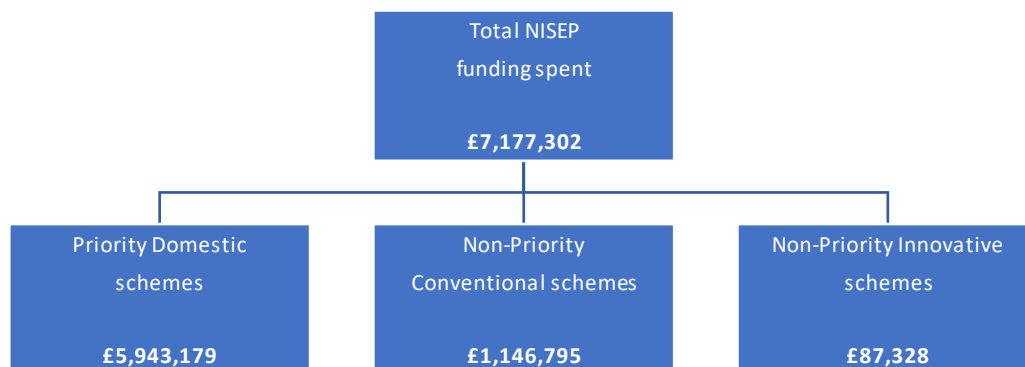 Total NISEP
funding spent
£7,177,302
Priority Domestic
schemes
£5,943,179
Non-Priority
Conventional schemes
£1,146,795
Non-Priority Innovative
schemes
£87,328